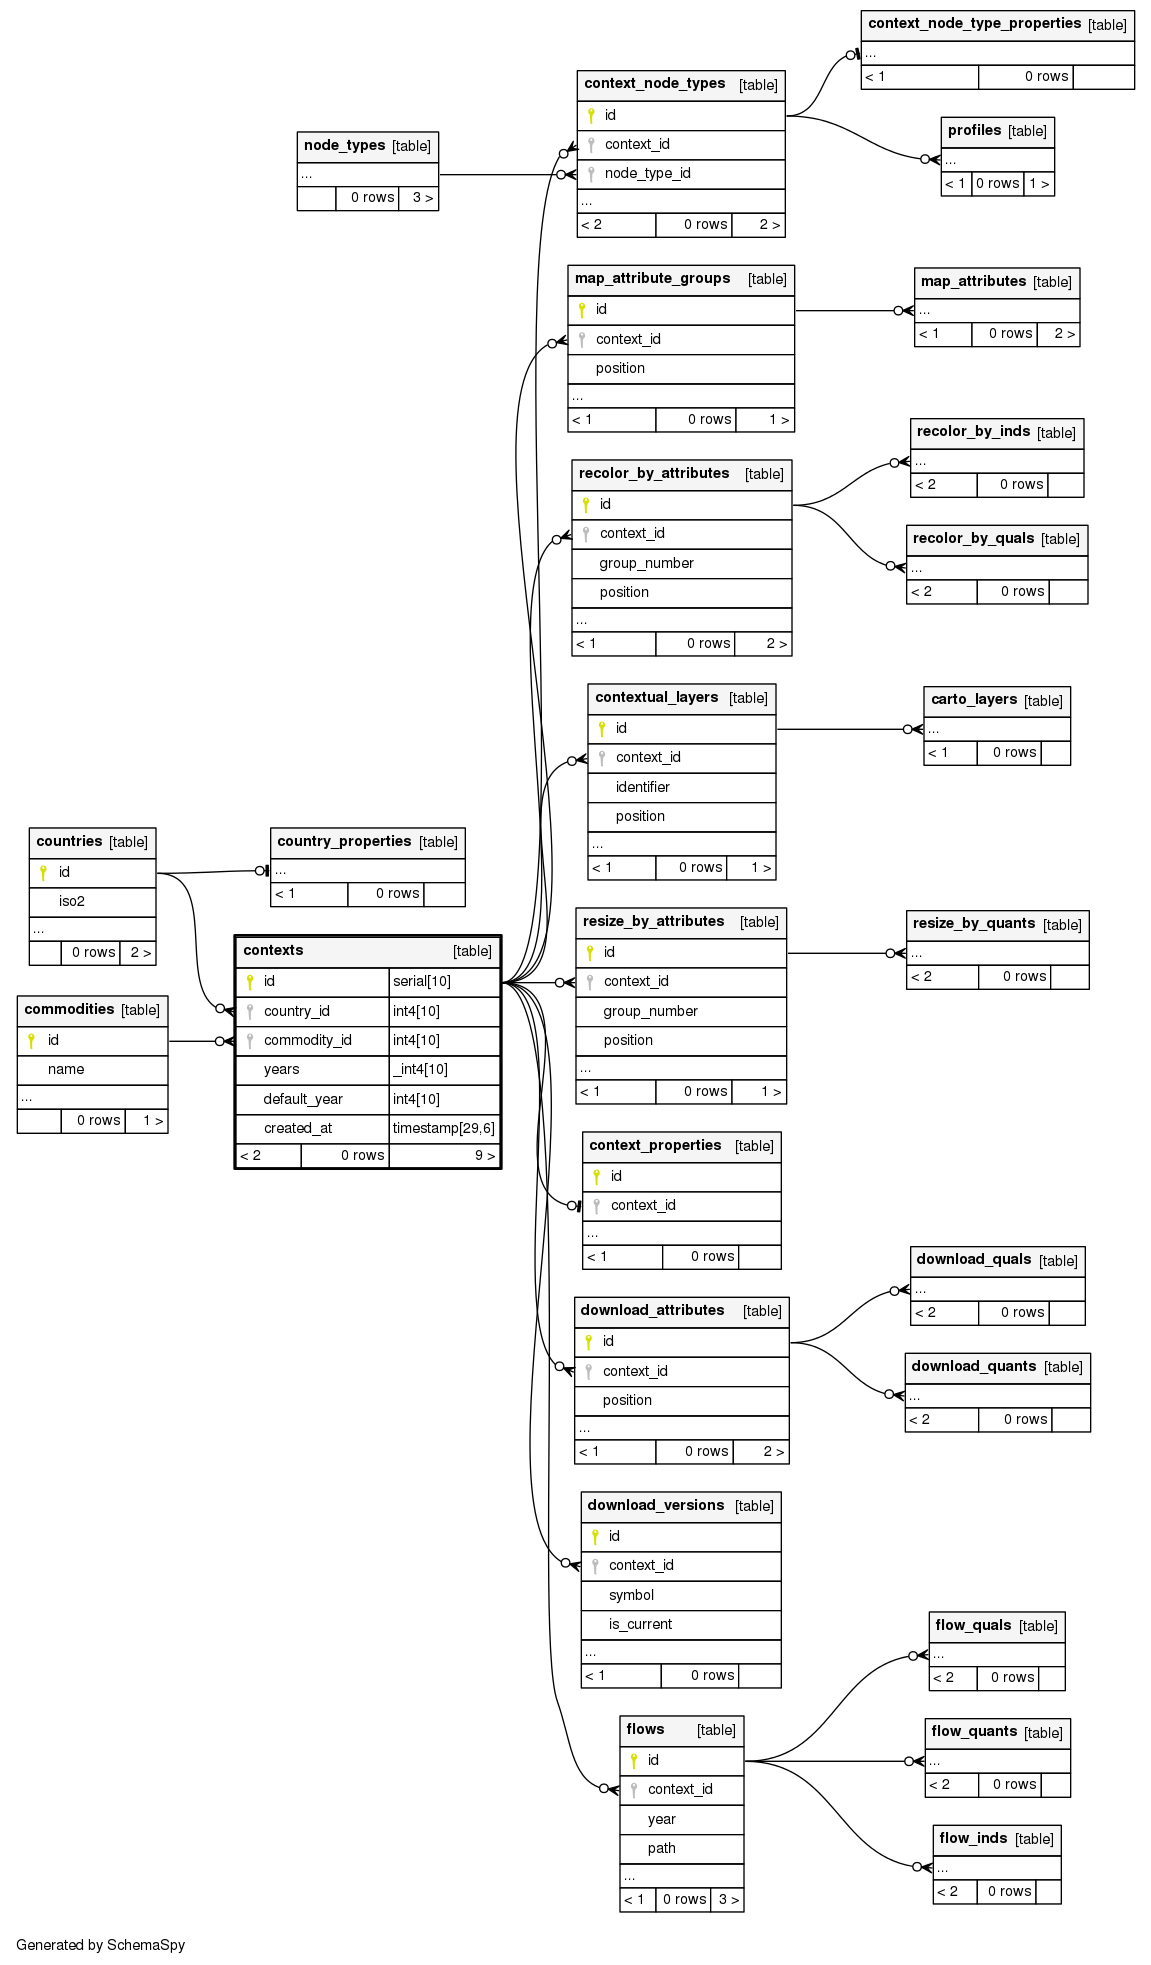 context_node_type_properties [table]
...
< 1 0 rows
context_node_types [table]
id
context_id
node_type_id
...
< 2 0 rows 2 >
profiles [table]
...
< 1 0 rows 1 >
node_types [table]
...
0 rows 3 >
map_attribute_groups [table]
id
context_id
position
...
< 1 0 rows 1 >
map_attributes [table]
...
< 1 0 rows 2 >
recolor_by_attributes [table]
id
context_id
group_number
position
...
< 1 0 rows 2 >
recolor_by_inds [table]
...
< 2 0 rows
recolor_by_quals [table]
...
< 2 0 rows
contextual_layers [table]
id
context_id
identifier
position
...
< 1 0 rows 1 >
carto_layers [table]
...
< 1 0 rows
countries [table]
id
iso2
...
0 rows 2 >
country_properties [table]
...
< 1 0 rows
commodities [table]
id
name
...
0 rows 1 >
contexts [table]
id serial[10]
country_id int4[10]
commodity_id int4[10]
years _int4[10]
default_year int4[10]
created_at timestamp[29,6]
< 2 0 rows 9 >
resize_by_attributes [table]
id
context_id
group_number
position
...
< 1 0 rows 1 >
resize_by_quants [table]
...
< 2 0 rows
context_properties [table]
id
context_id
...
< 1 0 rows
download_attributes [table]
id
context_id
position
...
< 1 0 rows 2 >
download_quals [table]
...
< 2 0 rows
download_quants [table]
...
< 2 0 rows
download_versions [table]
id
context_id
symbol
is_current
...
< 1 0 rows
flows [table]
id
context_id
year
path
...
< 1 0 rows 3 >
flow_quals [table]
...
< 2 0 rows
flow_quants [table]
...
< 2 0 rows
flow_inds [table]
...
< 2 0 rows
Generated by SchemaSpy